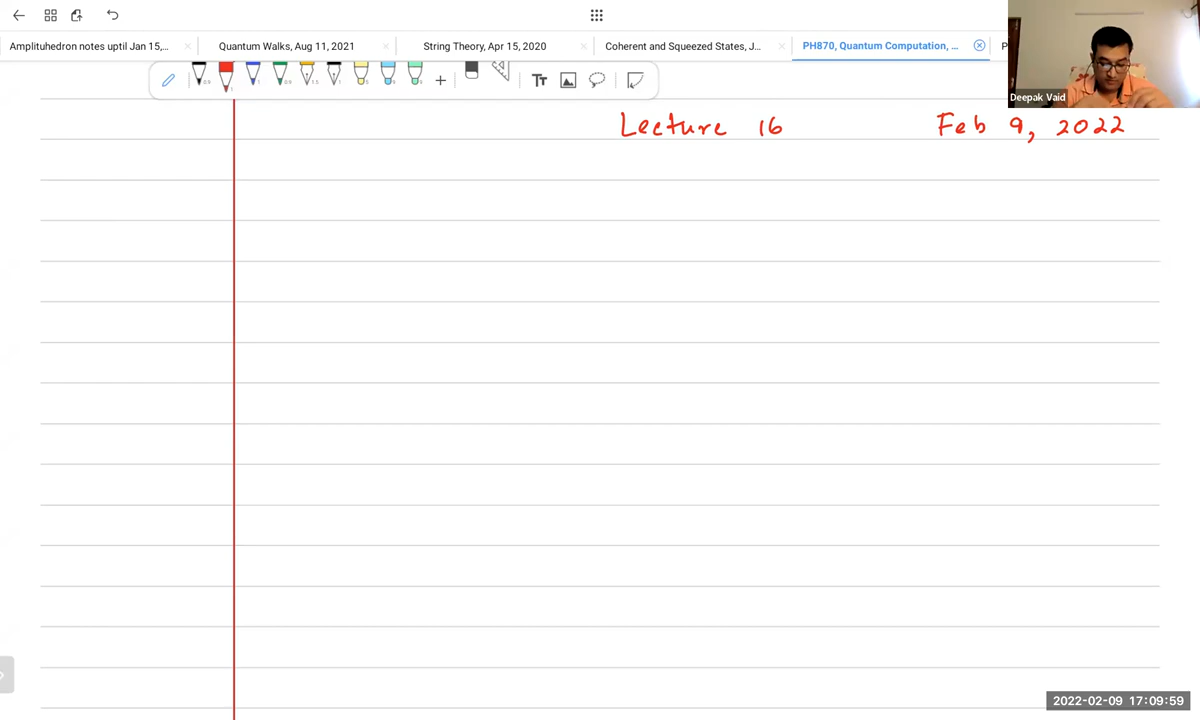 Amplituhedron notes uptil Jan 15,...
Quantum Walks, Aug 11, 2021
String Theory, Apr 15, 2020
Coherent and Squeezed States, J...
PH870, Quantum Computation, ...
P
Deepak Vaid
Tт
Lecture 16 Feb 9, 2022
2022-02-09 17:09:59